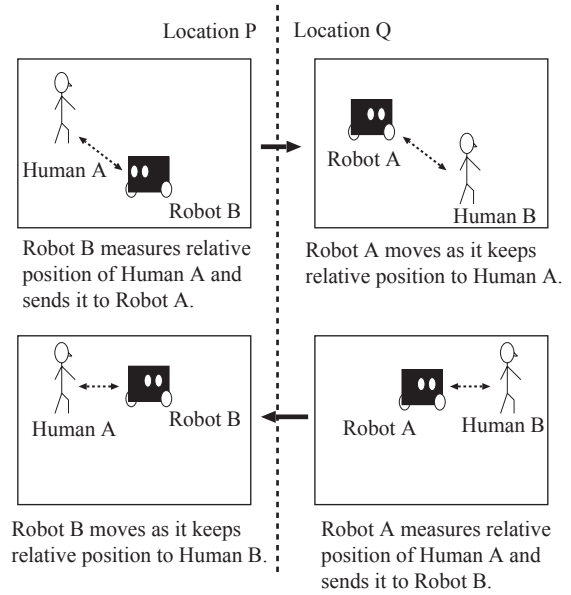 Location P
Location Q
Human A
Robot B
Robot A
Human B
Robot B measures relative
position of Human A and
sends it to Robot A.
Robot A moves as it keeps
relative position to Human A.
Human A
Robot B
Robot A
Human B
Robot B moves as it keeps
relative position to Human B.
Robot A measures relative
position of Human A and
sends it to Robot B.